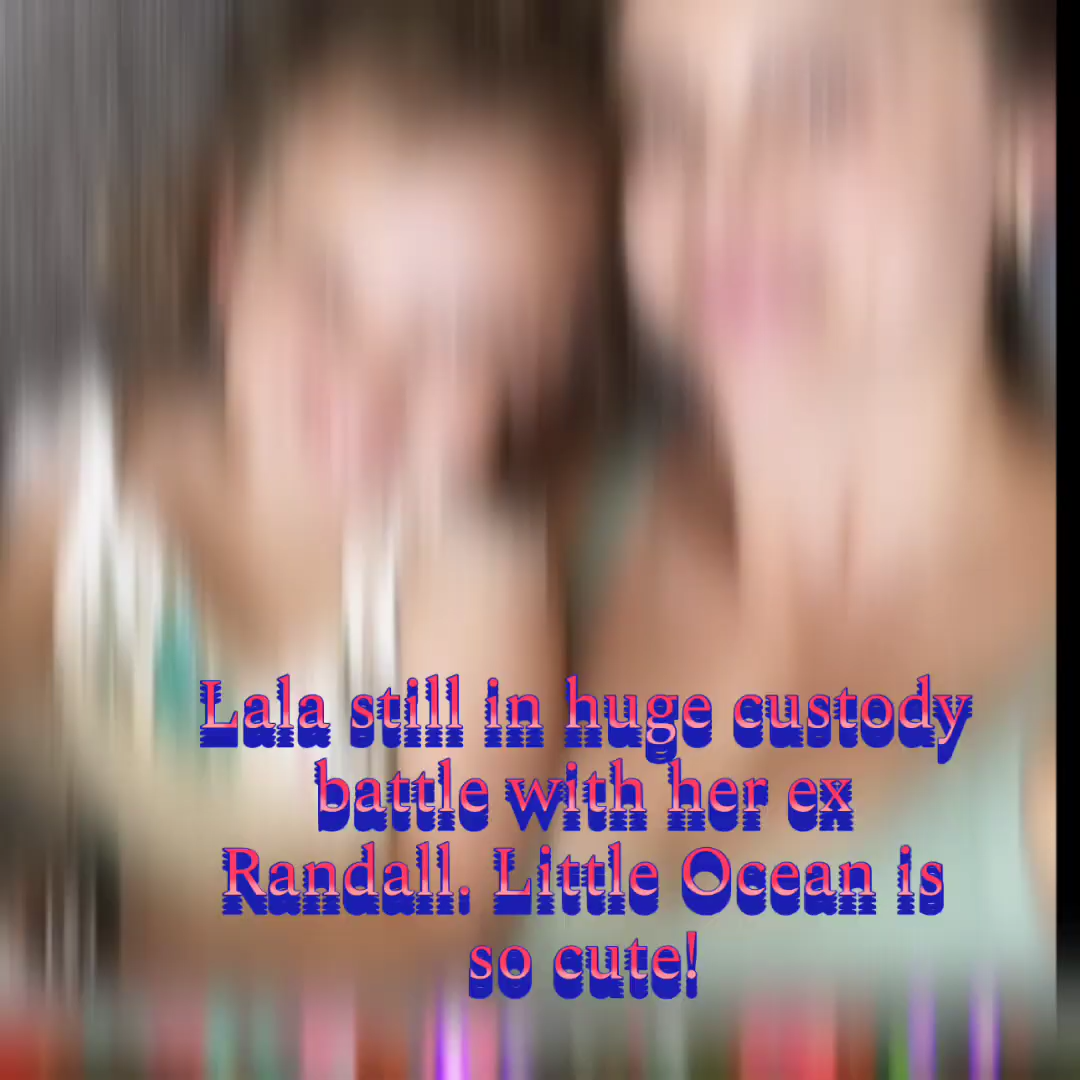 Lala still in huge custody
battle with her ex
Randall. Little Ocean is
so cute!